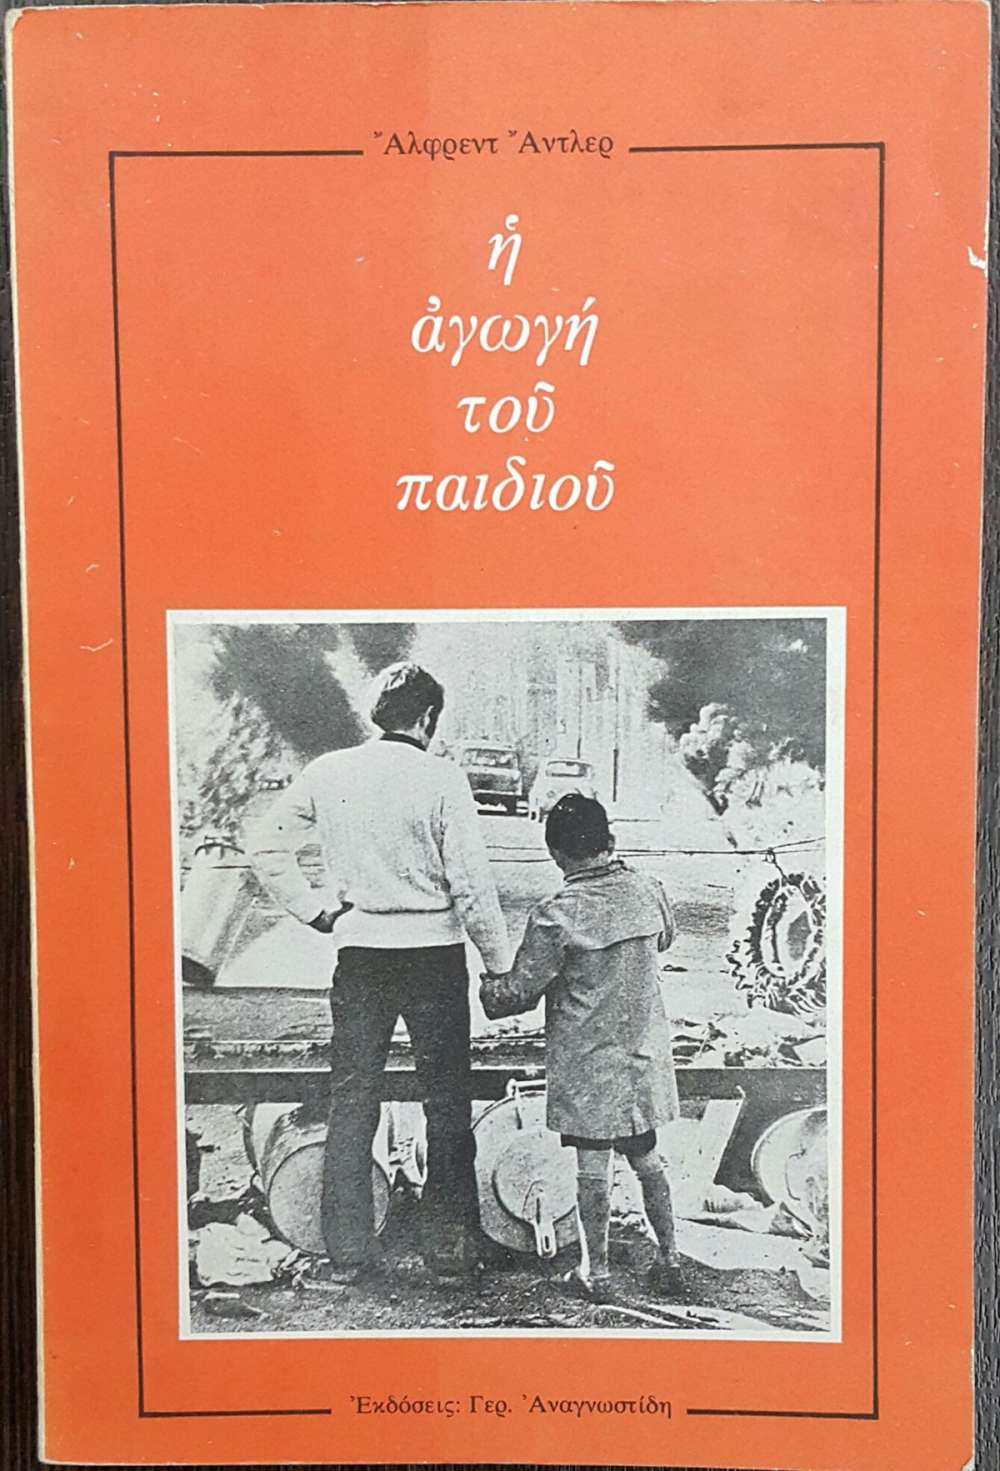 Ἄλφρεντ Ἄντλερ
ἡ
ἀγωγή
τοῦ
παιδιοῦ
Ἐκδόσεις: Γερ. Ἀναγνωστίδη